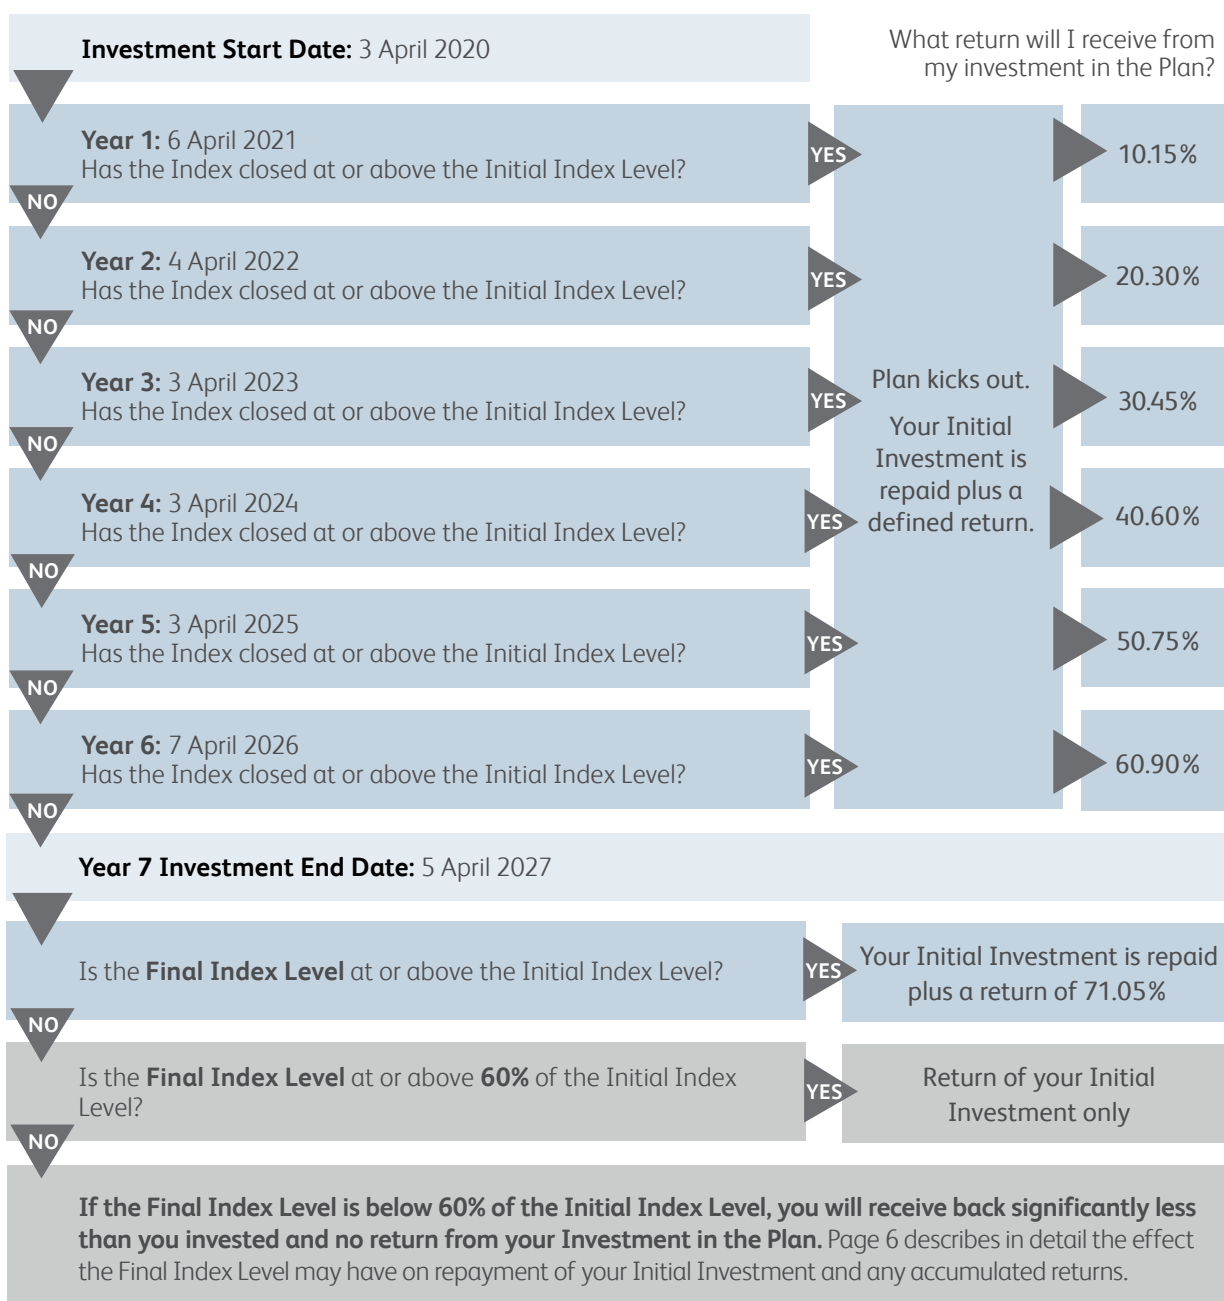 Investment Start Date: 3 April 2020
What return will I receive from
my investment in the Plan?
Year 1: 6 April 2021
Has the Index closed at or above the Initial Index Level?
YES
10.15%
NO
Year 2: 4 April 2022
Has the Index closed at or above the Initial Index Level?
YES
20.30%
NO
Year 3: 3 April 2023
Has the Index closed at or above the Initial Index Level?
YES
Plan kicks out.
Your Initial
Investment is
repaid plus a
defined return.
30.45%
NO
Year 4: 3 April 2024
Has the Index closed at or above the Initial Index Level?
YES
40.60%
NO
Year 5: 3 April 2025
Has the Index closed at or above the Initial Index Level?
YES
50.75%
NO
Year 6: 7 April 2026
Has the Index closed at or above the Initial Index Level?
YES
60.90%
NO
Year 7 Investment End Date: 5 April 2027
Is the Final Index Level at or above the Initial Index Level?
YES
Your Initial Investment is repaid
plus a return of 71.05%
NO
Is the Final Index Level at or above 60% of the Initial Index
Level?
YES
Return of your Initial
Investment only
NO
If the Final Index Level is below 60% of the Initial Index Level, you will receive back significantly less
than you invested and no return from your Investment in the Plan. Page 6 describes in detail the effect
the Final Index Level may have on repayment of your Initial Investment and any accumulated returns.